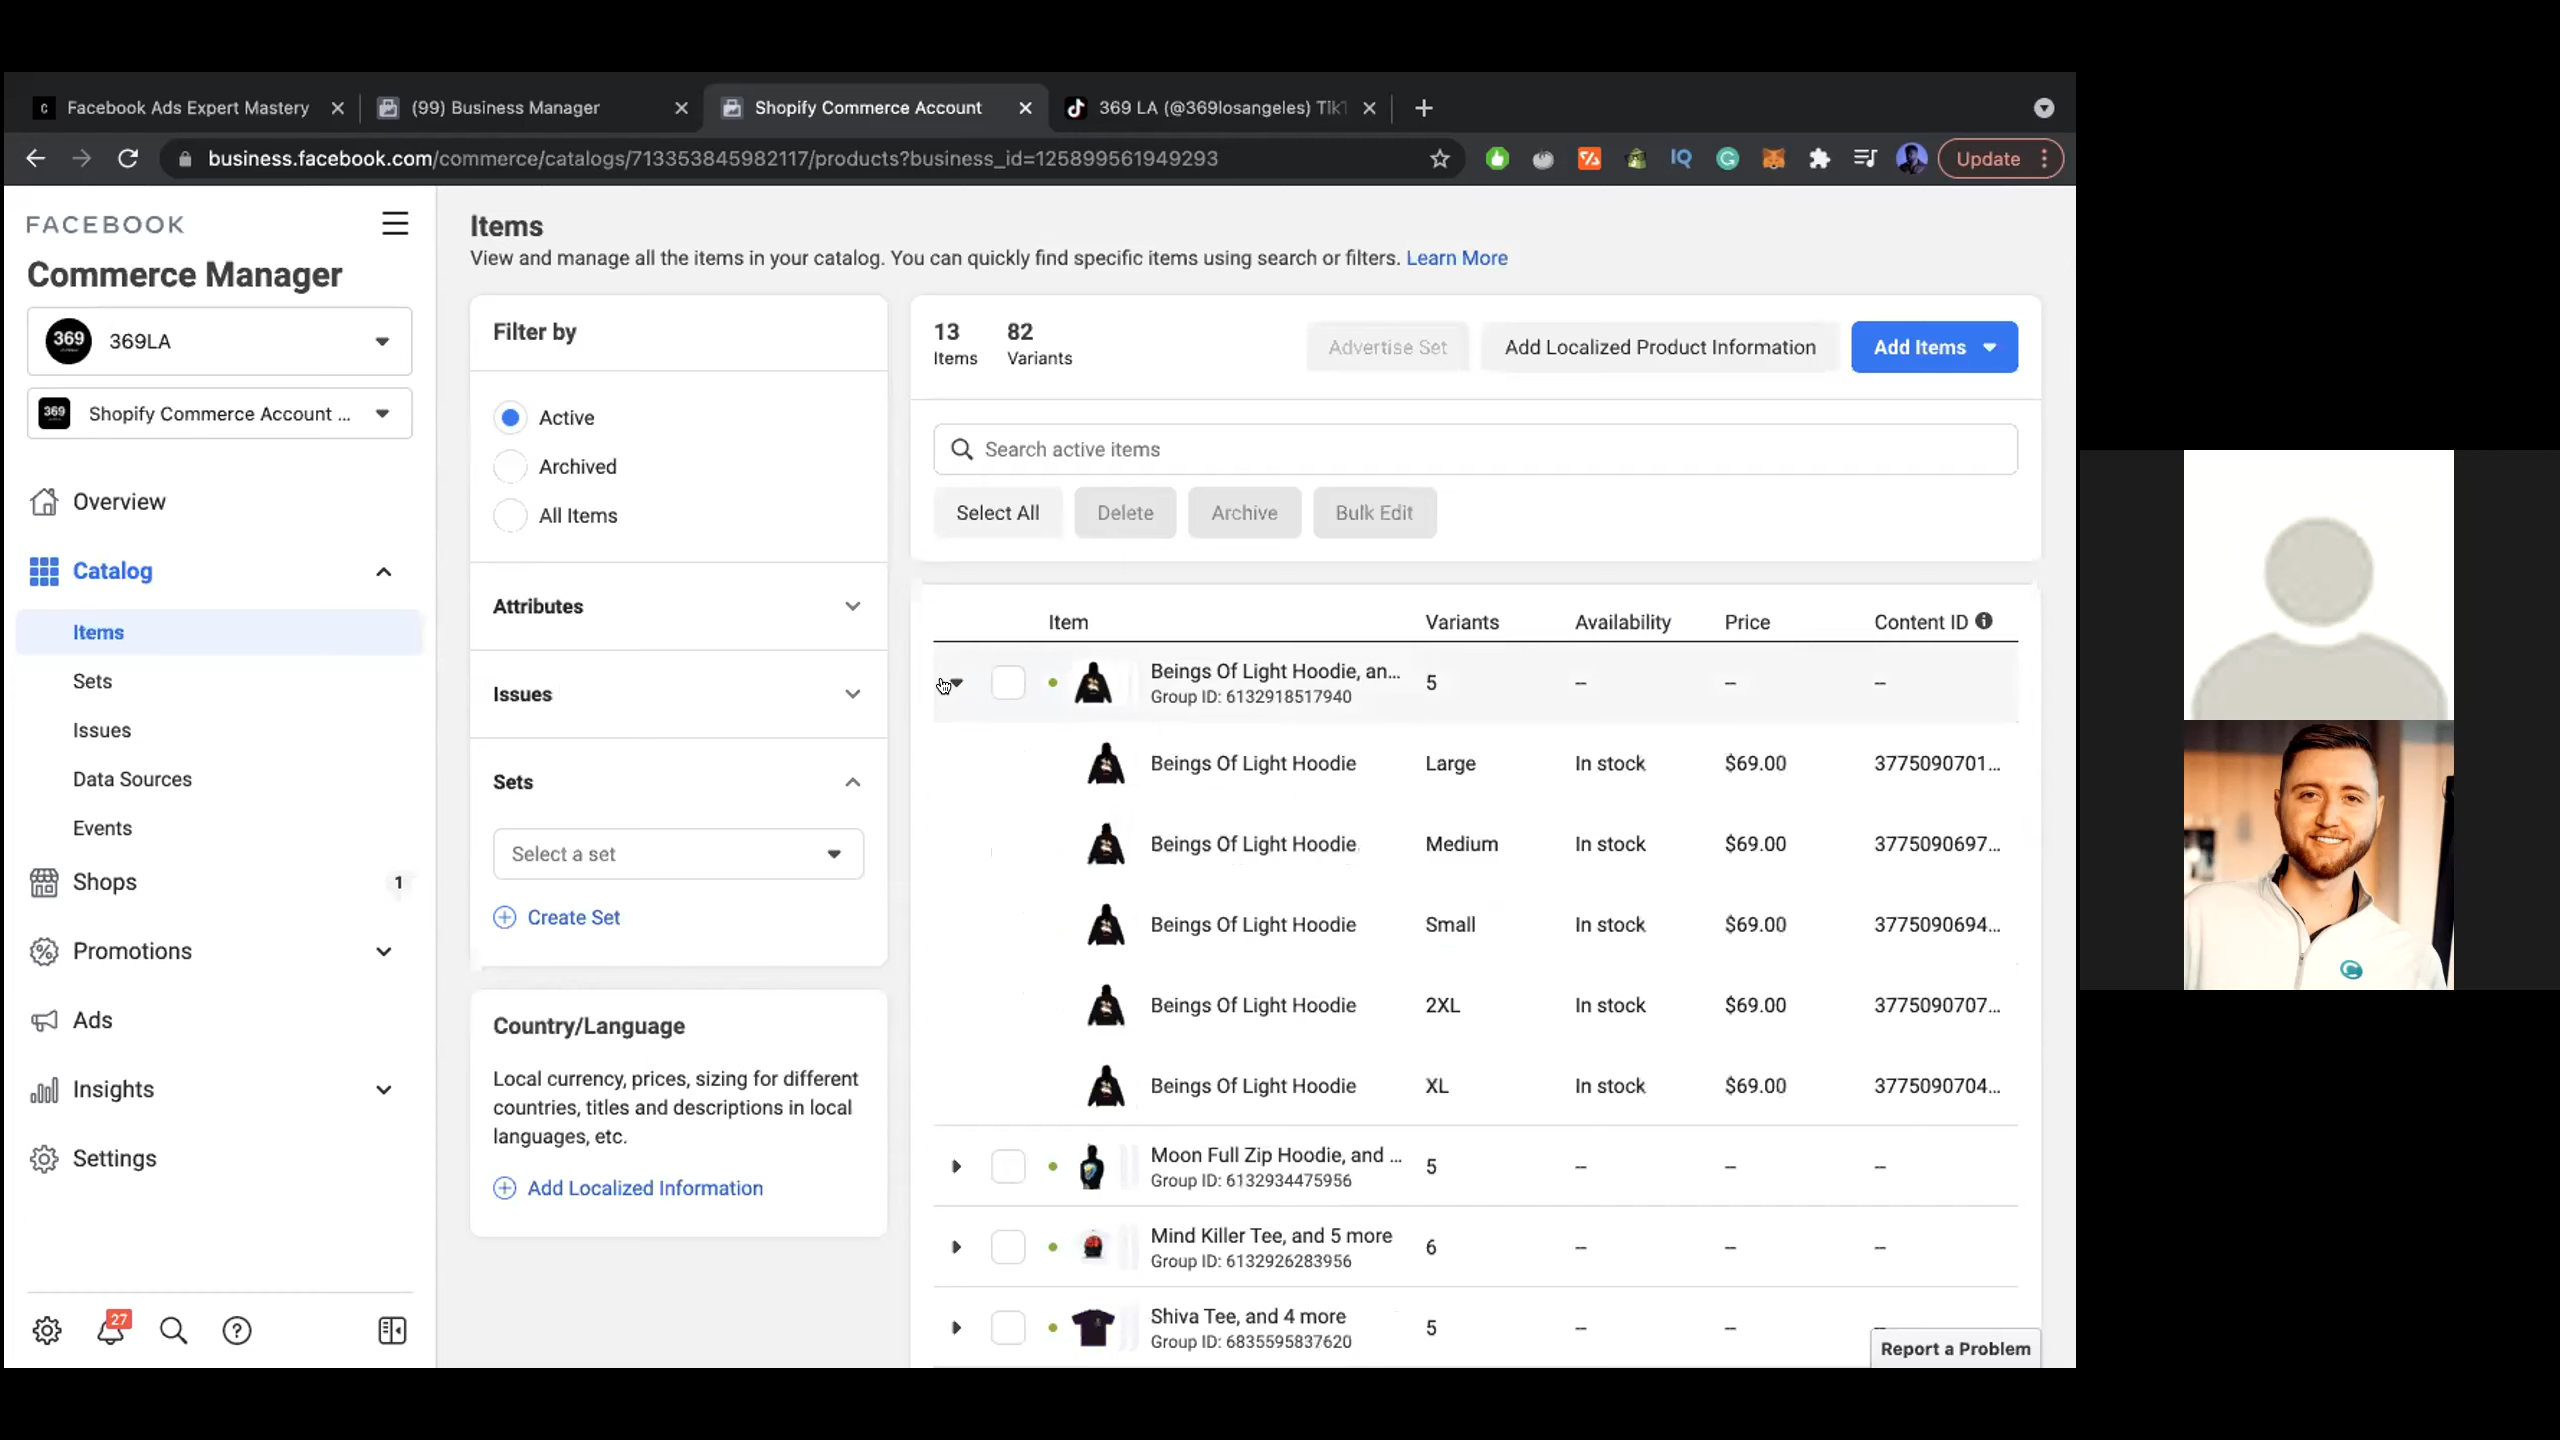 Facebook Ads Expert Mastery
(99) Business Manager
Shopify Commerce Account
369 LA (@369losangeles) Tik
business.facebook.com/commerce/catalogs/713353845982117/products?business_id=125899561949293
Update
FACEBOOK
Commerce Manager
369
369LA
369
Shopify Commerce Account ...
Overview
Catalog
Items
Sets
Issues
Data Sources
Events
Shops
1
Promotions
Ads
Insights
Settings
27
Items
View and manage all the items in your catalog. You can quickly find specific items using search or filters. Learn More
Filter by
Active
Archived
All Items
Attributes
Issues
Sets
Select a set
Create Set
Country/Language
Local currency, prices, sizing for different
countries, titles and descriptions in local
languages, etc.
Add Localized Information
13 82
Items Variants
Advertise Set
Add Localized Product Information
Add Items
Search active items
Select All
Delete
Archive
Bulk Edit
Item Variants Availability Price Content ID
Beings Of Light Hoodie, an... 5 -- -- --
Group ID: 6132918517940
Beings Of Light Hoodie Large In stock $69.00 3775090701...
Beings Of Light Hoodie Medium In stock $69.00 3775090697...
Beings Of Light Hoodie Small In stock $69.00 3775090694...
Beings Of Light Hoodie 2XL In stock $69.00 3775090707...
Beings Of Light Hoodie XL In stock $69.00 3775090704...
Moon Full Zip Hoodie, and ... 5 -- -- --
Group ID: 6132934475956
Mind Killer Tee, and 5 more 6 -- -- --
Group ID: 6132926283956
Shiva Tee, and 4 more 5 -- --
Group ID: 6835595837620
Report a Problem